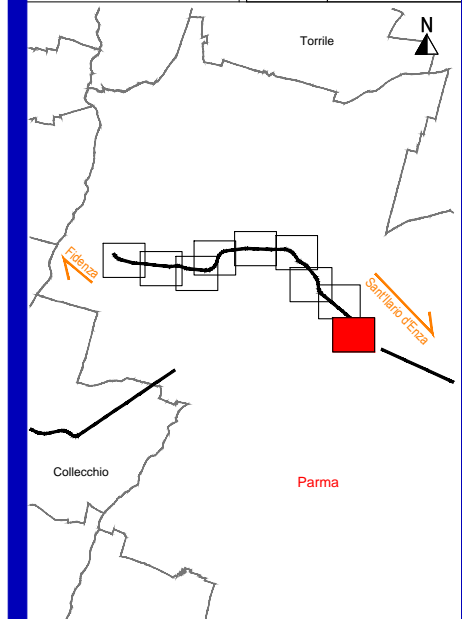 N
Torrile
Fidenza
Sant'Ilario d'Enza
Collecchio
Parma